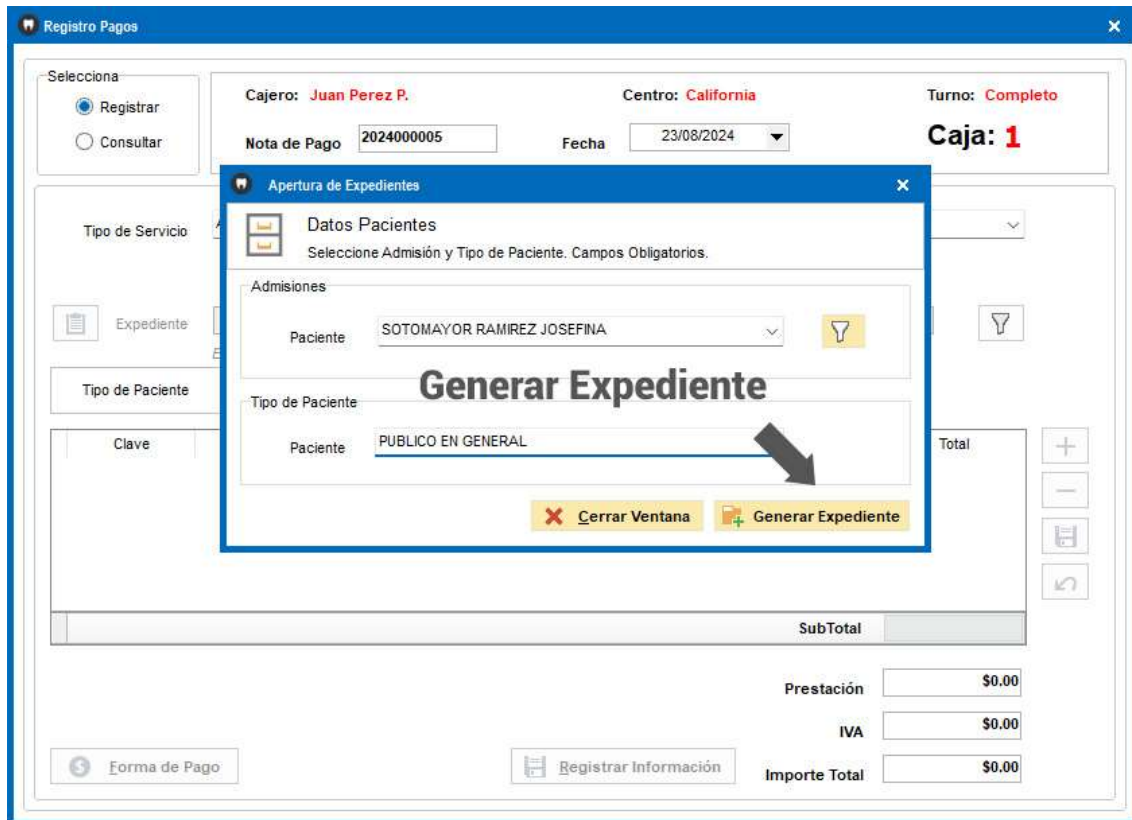 Registro Pagos
Selecciona
Registrar
Consultar
Cajero: Juan Perez P.
Centro: California
Turno: Completo
Nota de Pago 2024000005
Fecha 23/08/2024
Caja: 1
Apertura de Expedientes
Datos Pacientes
Seleccione Admisión y Tipo de Paciente. Campos Obligatorios.
Tipo de Servicio
Admisiones
Paciente SOTOMAYOR RAMIREZ JOSEFINA
Expediente
Generar Expediente
Tipo de Paciente
Tipo de Paciente
Paciente PUBLICO EN GENERAL
Clave
Total
Cerrar Ventana
Generar Expediente
SubTotal
Prestación $0.00
IVA $0.00
Forma de Pago
Registrar Información
Importe Total $0.00